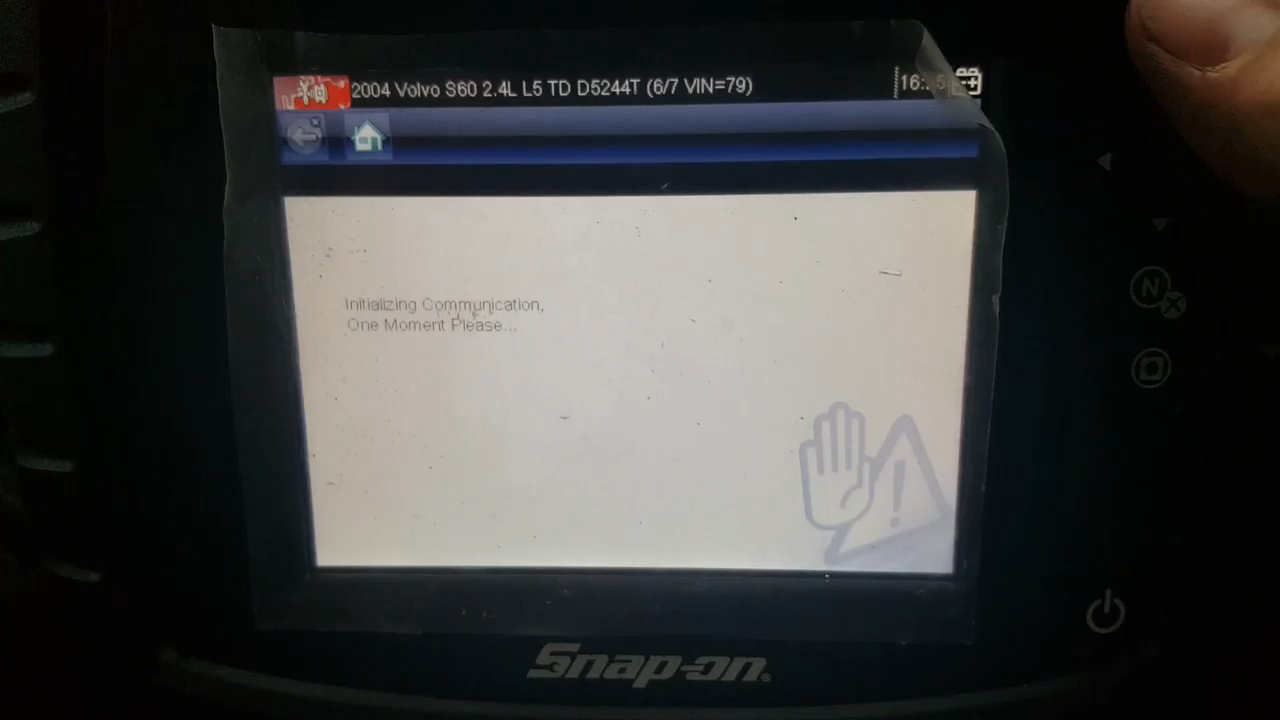 2004 Volvo S60 2.4L L5 TD D5244T (6/7 VIN=79)
Initializing Communication,
One Moment Please...
N
Snap-on